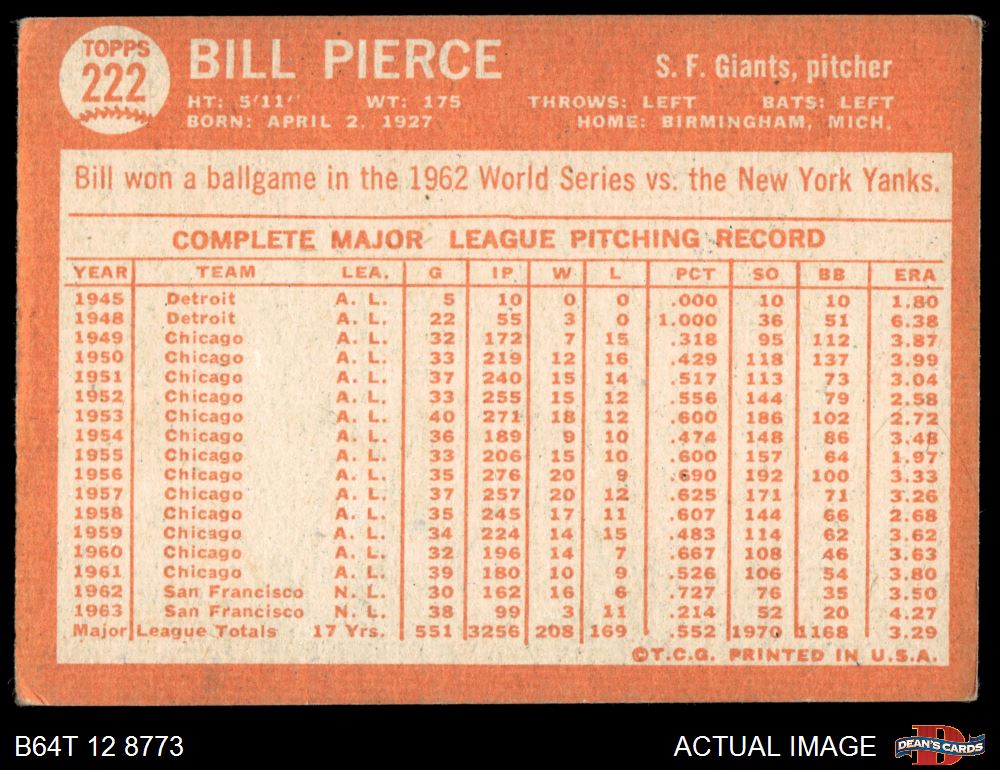 TOPPS
222
BILL PIERCE
S. F. Giants, pitcher
HT: 5'11" WT: 175 THROWS: LEFT BATS: LEFT
BORN: APRIL 2, 1927 HOME: BIRMINGHAM, MICH.
Bill won a ballgame in the 1962 World Series vs. the New York Yanks.
COMPLETE MAJOR LEAGUE PITCHING RECORD
YEAR TEAM LEA. G IP W L PCT SO BB ERA
1945 Detroit A. L. 5 10 0 0 .000 10 10 1.80
1948 Detroit A. L. 22 55 3 0 1.000 36 51 6.38
1949 Chicago A. L. 32 172 7 15 .318 95 112 3.87
1950 Chicago A. L. 33 219 12 16 .429 118 137 3.99
1951 Chicago A. L. 37 240 15 14 .517 113 73 3.04
1952 Chicago A. L. 33 255 15 12 .556 144 79 2.58
1953 Chicago A. L. 40 271 18 12 .600 186 102 2.72
1954 Chicago A. L. 36 189 9 10 .474 148 86 3.48
1955 Chicago A. L. 33 206 15 10 .600 157 64 1.97
1956 Chicago A. L. 35 276 20 9 .690 192 100 3.33
1957 Chicago A. L. 37 257 20 12 .625 171 71 3.26
1958 Chicago A. L. 35 245 17 11 .607 144 66 2.68
1959 Chicago A. L. 34 224 14 15 .483 114 62 3.62
1960 Chicago A. L. 32 196 14 7 .667 108 46 3.63
1961 Chicago A. L. 39 180 10 9 .526 106 54 3.80
1962 San Francisco N. L. 30 162 16 6 .727 76 35 3.50
1963 San Francisco N. L. 38 99 3 11 .214 52 20 4.27
Major League Totals 17 Yrs. 551 3256 208 169 .552 1970 1168 3.29
©T.C.G. PRINTED IN U.S.A.
B64T 12 8773
ACTUAL IMAGE
DEAN'S CARDS